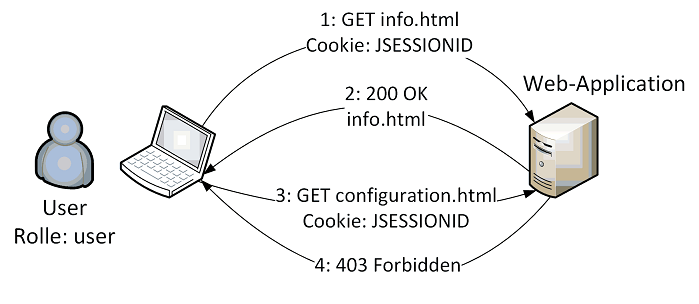 1: GET info.html
Cookie: JSESSIONID
2: 200 OK
info.html
Web-Application
User
Rolle: user
3: GET configuration.html
Cookie: JSESSIONID
4: 403 Forbidden